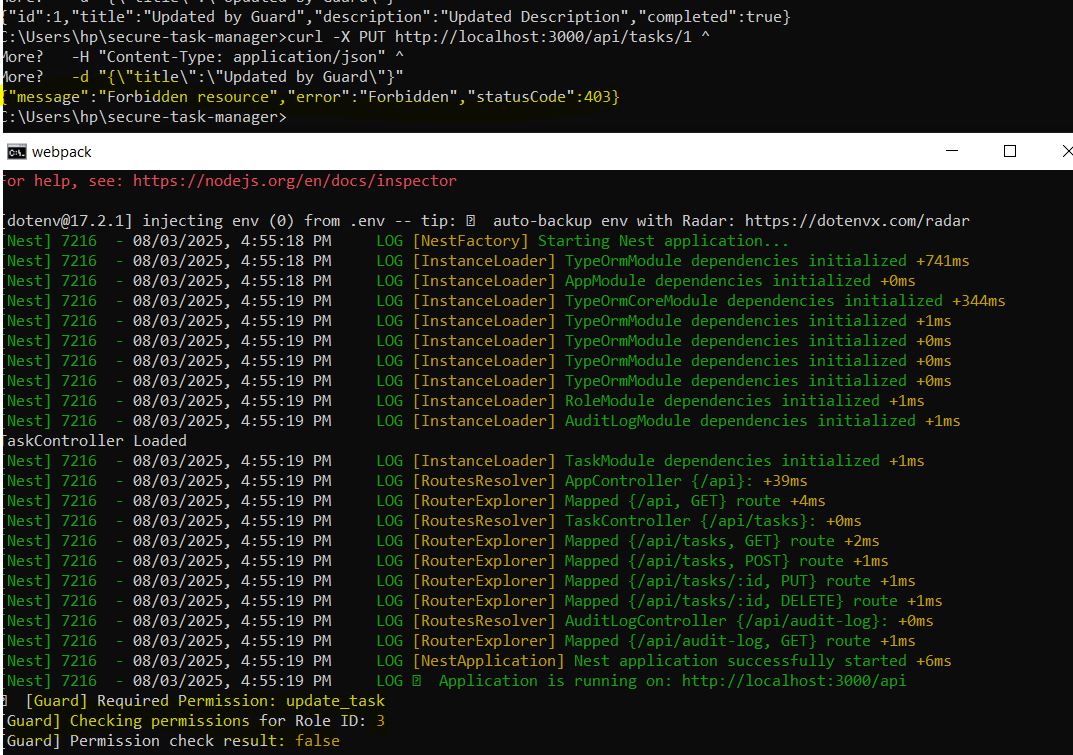 {"id":1,"title":"Updated by Guard","description":"Updated Description","completed":true}
C:\Users\hp\secure-task-manager>curl -X PUT http://localhost:3000/api/tasks/1 ^
More?   -H "Content-Type: application/json" ^
More?   -d "{\"title\":\"Updated by Guard\"}"
{"message":"Forbidden resource","error":"Forbidden","statusCode":403}
C:\Users\hp\secure-task-manager>
webpack
For help, see: https://nodejs.org/en/docs/inspector
[dotenv@17.2.1] injecting env (0) from .env -- tip: auto-backup env with Radar: https://dotenvx.com/radar
[Nest] 7216  - 08/03/2025, 4:55:18 PM     LOG [NestFactory] Starting Nest application...
[Nest] 7216  - 08/03/2025, 4:55:18 PM     LOG [InstanceLoader] TypeOrmModule dependencies initialized +741ms
[Nest] 7216  - 08/03/2025, 4:55:18 PM     LOG [InstanceLoader] AppModule dependencies initialized +0ms
[Nest] 7216  - 08/03/2025, 4:55:19 PM     LOG [InstanceLoader] TypeOrmCoreModule dependencies initialized +344ms
[Nest] 7216  - 08/03/2025, 4:55:19 PM     LOG [InstanceLoader] TypeOrmModule dependencies initialized +1ms
[Nest] 7216  - 08/03/2025, 4:55:19 PM     LOG [InstanceLoader] TypeOrmModule dependencies initialized +0ms
[Nest] 7216  - 08/03/2025, 4:55:19 PM     LOG [InstanceLoader] TypeOrmModule dependencies initialized +0ms
[Nest] 7216  - 08/03/2025, 4:55:19 PM     LOG [InstanceLoader] TypeOrmModule dependencies initialized +0ms
[Nest] 7216  - 08/03/2025, 4:55:19 PM     LOG [InstanceLoader] RoleModule dependencies initialized +1ms
[Nest] 7216  - 08/03/2025, 4:55:19 PM     LOG [InstanceLoader] AuditLogModule dependencies initialized +1ms
TaskController Loaded
[Nest] 7216  - 08/03/2025, 4:55:19 PM     LOG [InstanceLoader] TaskModule dependencies initialized +1ms
[Nest] 7216  - 08/03/2025, 4:55:19 PM     LOG [RoutesResolver] AppController {/api}: +39ms
[Nest] 7216  - 08/03/2025, 4:55:19 PM     LOG [RouterExplorer] Mapped {/api, GET} route +4ms
[Nest] 7216  - 08/03/2025, 4:55:19 PM     LOG [RoutesResolver] TaskController {/api/tasks}: +0ms
[Nest] 7216  - 08/03/2025, 4:55:19 PM     LOG [RouterExplorer] Mapped {/api/tasks, GET} route +2ms
[Nest] 7216  - 08/03/2025, 4:55:19 PM     LOG [RouterExplorer] Mapped {/api/tasks, POST} route +1ms
[Nest] 7216  - 08/03/2025, 4:55:19 PM     LOG [RouterExplorer] Mapped {/api/tasks/:id, PUT} route +1ms
[Nest] 7216  - 08/03/2025, 4:55:19 PM     LOG [RouterExplorer] Mapped {/api/tasks/:id, DELETE} route +1ms
[Nest] 7216  - 08/03/2025, 4:55:19 PM     LOG [RoutesResolver] AuditLogController {/api/audit-log}: +0ms
[Nest] 7216  - 08/03/2025, 4:55:19 PM     LOG [RouterExplorer] Mapped {/api/audit-log, GET} route +1ms
[Nest] 7216  - 08/03/2025, 4:55:19 PM     LOG [NestApplication] Nest application successfully started +6ms
[Nest] 7216  - 08/03/2025, 4:55:19 PM     LOG Application is running on: http://localhost:3000/api
[Guard] Required Permission: update_task
[Guard] Checking permissions for Role ID: 3
[Guard] Permission check result: false